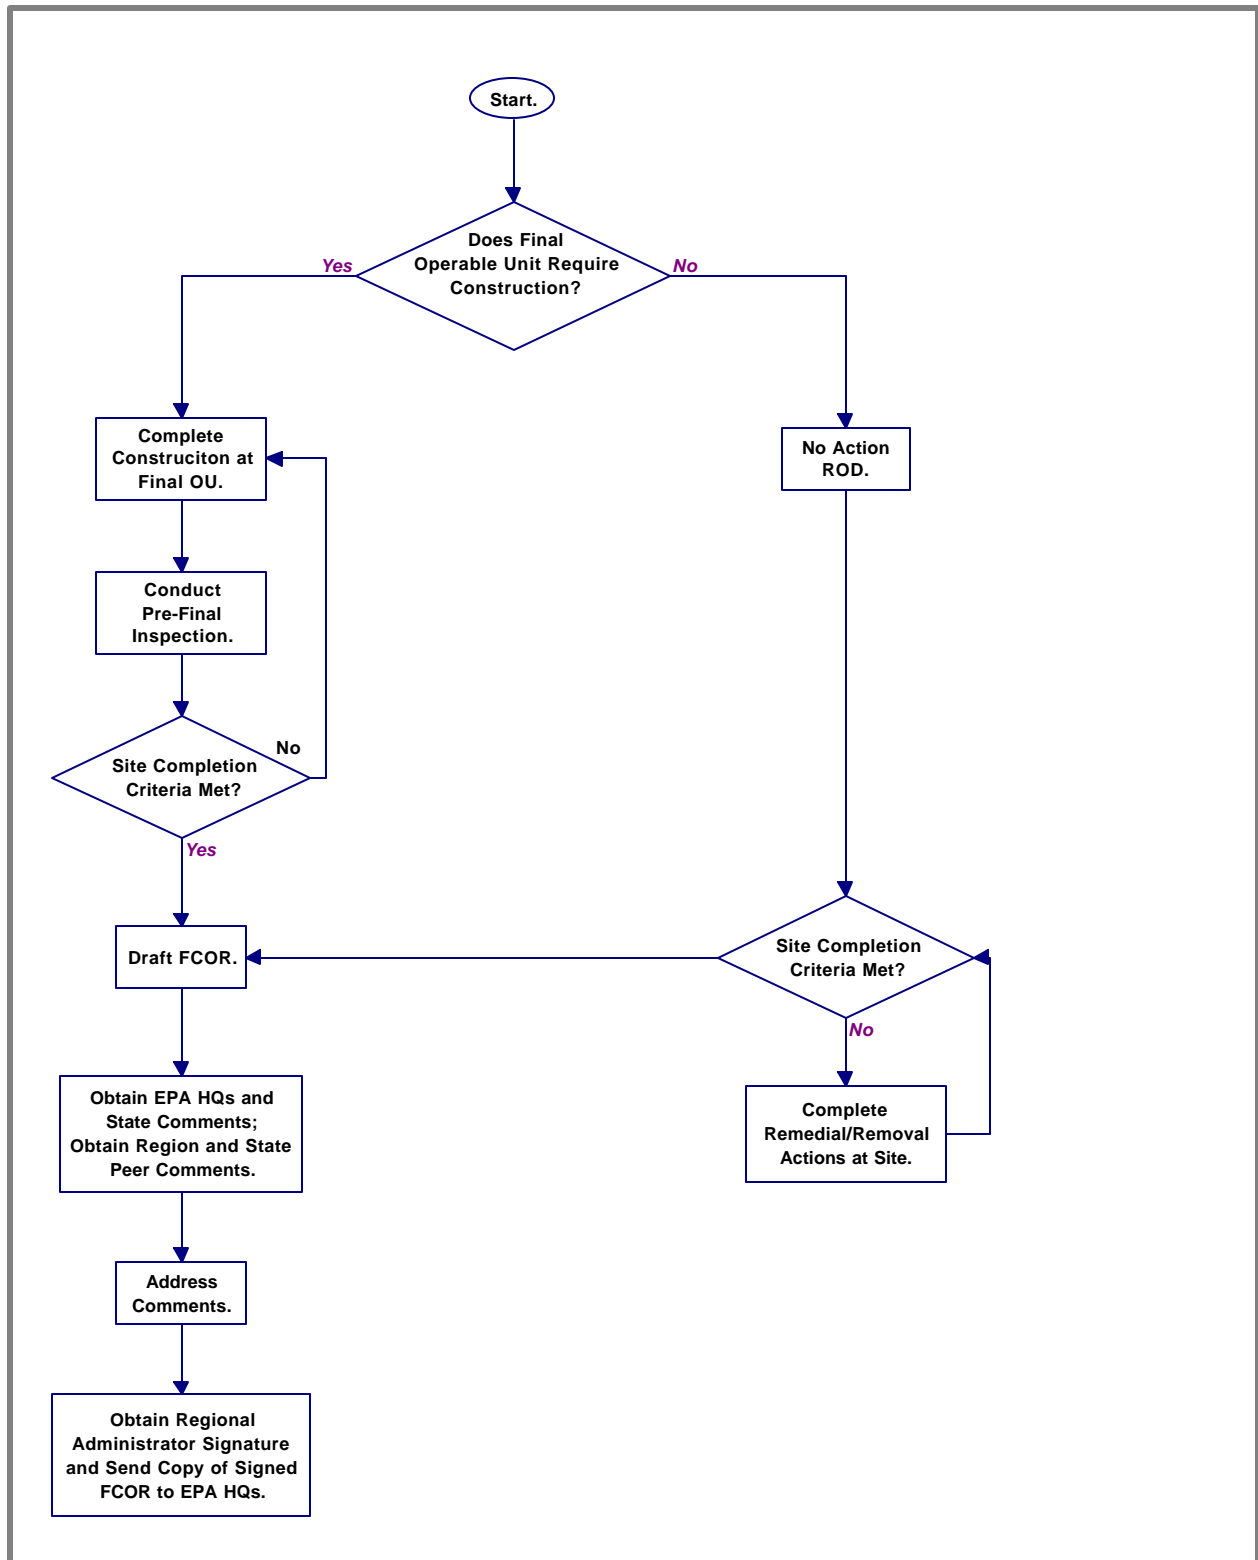 Start.
Does Final
Operable Unit Require
Construction?
Yes
No
Complete
Construciton at
Final OU.
No Action
ROD.
Conduct
Pre-Final
Inspection.
No
Site Completion
Criteria Met?
Yes
Draft FCOR.
Site Completion
Criteria Met?
No
Obtain EPA HQs and
State Comments;
Obtain Region and State
Peer Comments.
Complete
Remedial/Removal
Actions at Site.
Address
Comments.
Obtain Regional
Administrator Signature
and Send Copy of Signed
FCOR to EPA HQs.